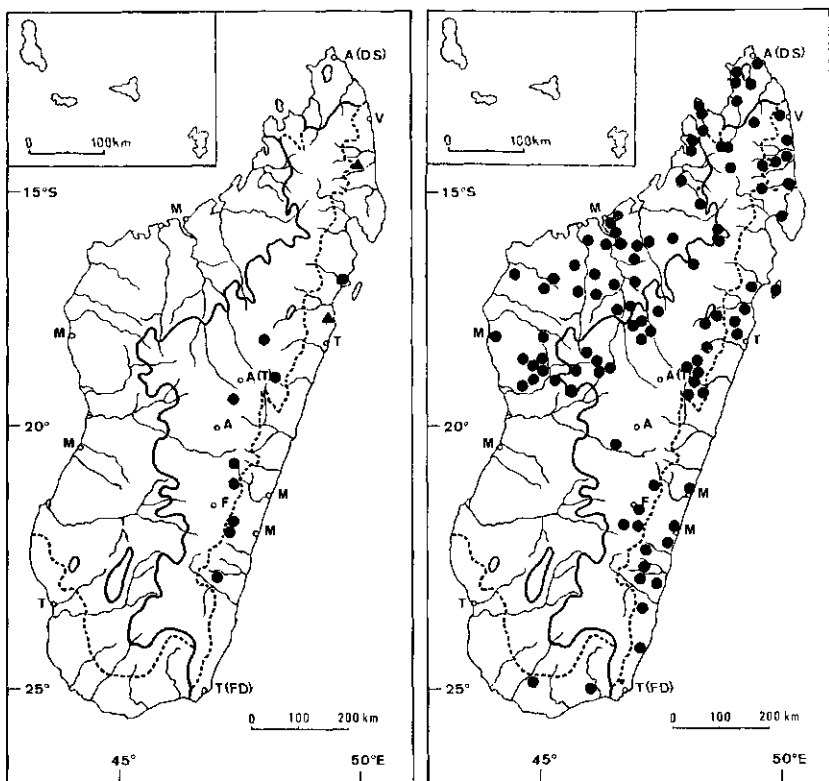 0 100km
A(DS)
V
15°S
M
M
T
A(T)
20°
A
M
F
M
M
T
25°
T(FD)
0 100 200 km
45°
50°E
0 100km
A(DS)
V
15°S
M
M
T
A(T)
20°
A
M
F
M
M
T
25°
T(FD)
0 100 200 km
45°
50°E